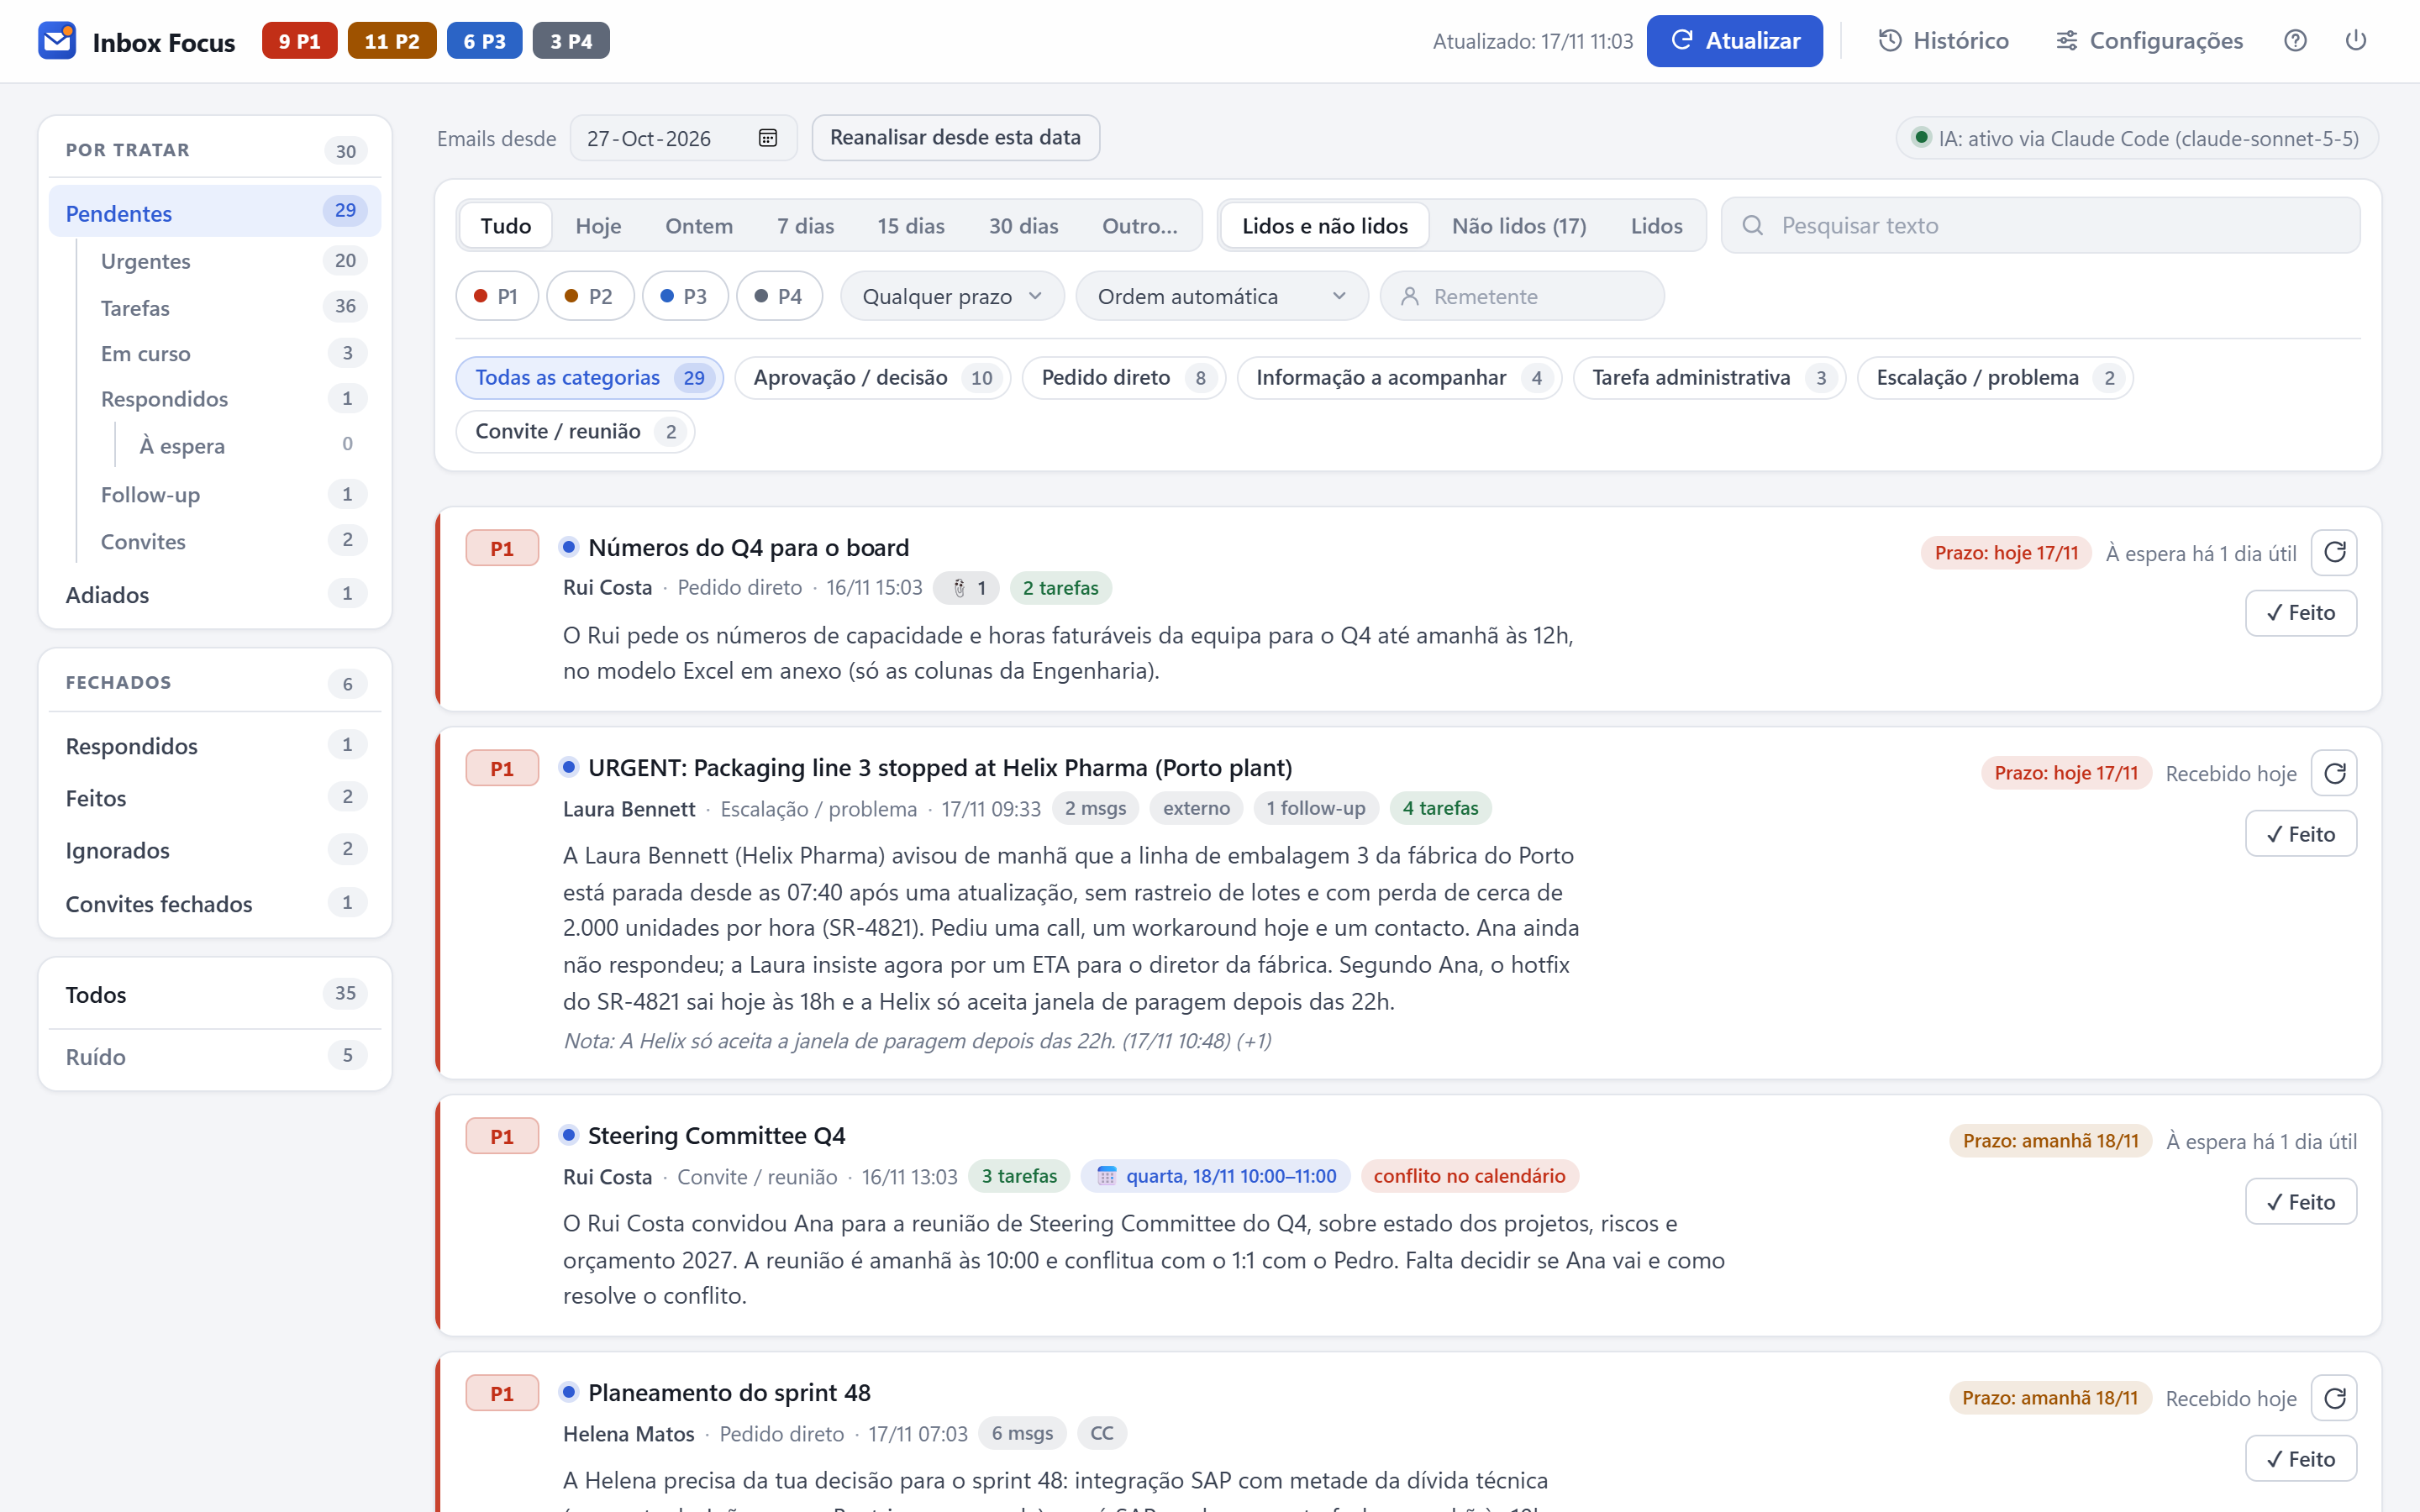 Inbox Focus 9 P1 11 P2 6 P3 3 P4 Atualizado: 17/11 11:03 Atualizar Histórico Configurações
POR TRATAR 30
Pendentes 29
Urgentes 20
Tarefas 36
Em curso 3
Respondidos 1
À espera 0
Follow-up 1
Convites 2
Adiados 1
FECHADOS 6
Respondidos 1
Feitos 2
Ignorados 2
Convites fechados 1
Todos 35
Ruído 5
Emails desde 27-Oct-2026 Reanalisar desde esta data IA: ativo via Claude Code (claude-sonnet-5-5)
Tudo Hoje Ontem 7 dias 15 dias 30 dias Outro... Lidos e não lidos Não lidos (17) Lidos Pesquisar texto
P1 P2 P3 P4 Qualquer prazo Ordem automática Remetente
Todas as categorias 29 Aprovação / decisão 10 Pedido direto 8 Informação a acompanhar 4 Tarefa administrativa 3 Escalação / problema 2
Convite / reunião 2
P1 Números do Q4 para o board Prazo: hoje 17/11 À espera há 1 dia útil
Rui Costa · Pedido direto · 16/11 15:03 1 2 tarefas
✓ Feito
O Rui pede os números de capacidade e horas faturáveis da equipa para o Q4 até amanhã às 12h,
no modelo Excel em anexo (só as colunas da Engenharia).
P1 URGENT: Packaging line 3 stopped at Helix Pharma (Porto plant) Prazo: hoje 17/11 Recebido hoje
Laura Bennett · Escalação / problema · 17/11 09:33 2 msgs externo 1 follow-up 4 tarefas
✓ Feito
A Laura Bennett (Helix Pharma) avisou de manhã que a linha de embalagem 3 da fábrica do Porto
está parada desde as 07:40 após uma atualização, sem rastreio de lotes e com perda de cerca de
2.000 unidades por hora (SR-4821). Pediu uma call, um workaround hoje e um contacto. Ana ainda
não respondeu; a Laura insiste agora por um ETA para o diretor da fábrica. Segundo Ana, o hotfix
do SR-4821 sai hoje às 18h e a Helix só aceita janela de paragem depois das 22h.
Nota: A Helix só aceita a janela de paragem depois das 22h. (17/11 10:48) (+1)
P1 Steering Committee Q4 Prazo: amanhã 18/11 À espera há 1 dia útil
Rui Costa · Convite / reunião · 16/11 13:03 3 tarefas quarta, 18/11 10:00–11:00 conflito no calendário
✓ Feito
O Rui Costa convidou Ana para a reunião de Steering Committee do Q4, sobre estado dos projetos, riscos e
orçamento 2027. A reunião é amanhã às 10:00 e conflitua com o 1:1 com o Pedro. Falta decidir se Ana vai e como
resolve o conflito.
P1 Planeamento do sprint 48 Prazo: amanhã 18/11 Recebido hoje
Helena Matos · Pedido direto · 17/11 07:03 6 msgs CC
✓ Feito
A Helena precisa da tua decisão para o sprint 48: integração SAP com metade da dívida técnica